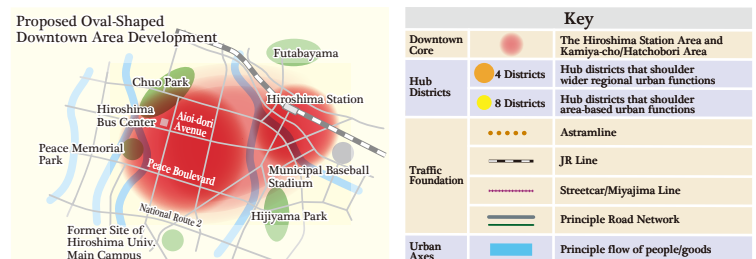 Proposed Oval-Shaped
Downtown Area Development
Futabayama
Chuo Park
Hiroshima Station
Hiroshima
Bus Center
Aioi-dori
Avenue
Peace Memorial
Park
Peace Boulevard
Municipal Baseball
Stadium
National Route 2
Hijiyama Park
Former Site of
Hiroshima Univ.
Main Campus
Key
Downtown
Core
The Hiroshima Station Area and
Kamiya-cho/Hatchobori Area
Hub
Districts
4 Districts
Hub districts that shoulder
wider regional urban functions
8 Districts
Hub districts that shoulder
area-based urban functions
Traffic
Foundation
Astramline
JR Line
Streetcar/Miyajima Line
Principle Road Network
Urban
Axes
Principle flow of people/goods